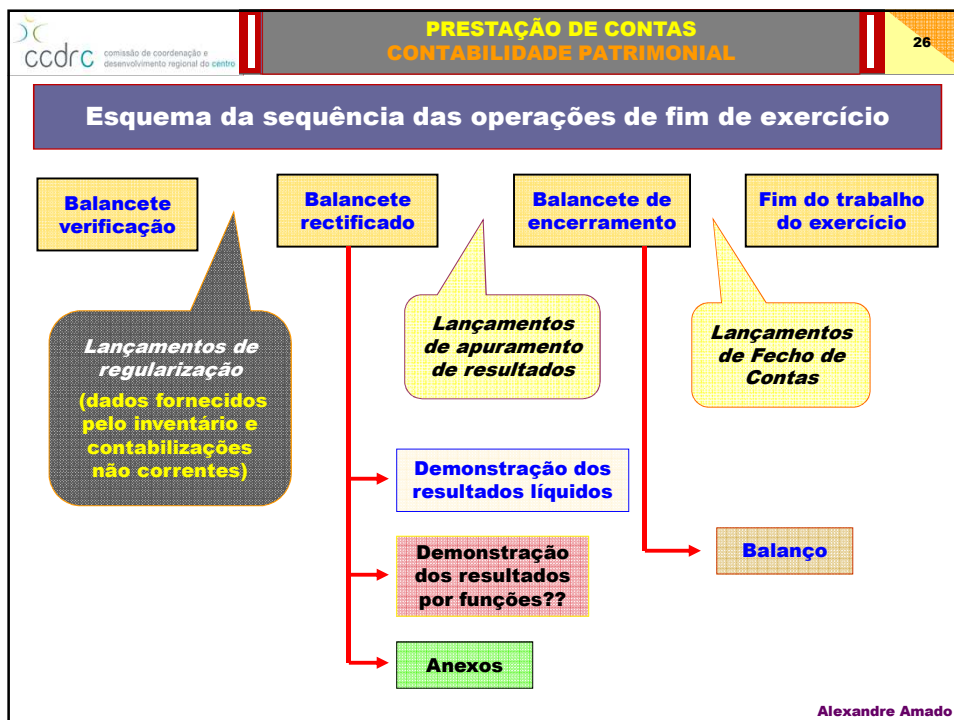 ccdrc
comissão de coordenação e
desenvolvimento regional do centro
PRESTAÇÃO DE CONTAS
CONTABILIDADE PATRIMONIAL
26
Esquema da sequência das operações de fim de exercício
Balancete
verificação
Balancete
rectificado
Balancete de
encerramento
Fim do trabalho
do exercício
Lançamentos de
regularização
(dados fornecidos
pelo inventário e
contabilizações
não correntes)
Lançamentos
de apuramento
de resultados
Lançamentos
de Fecho de
Contas
Demonstração dos
resultados líquidos
Demonstração
dos resultados
por funções??
Balanço
Anexos
Alexandre Amado